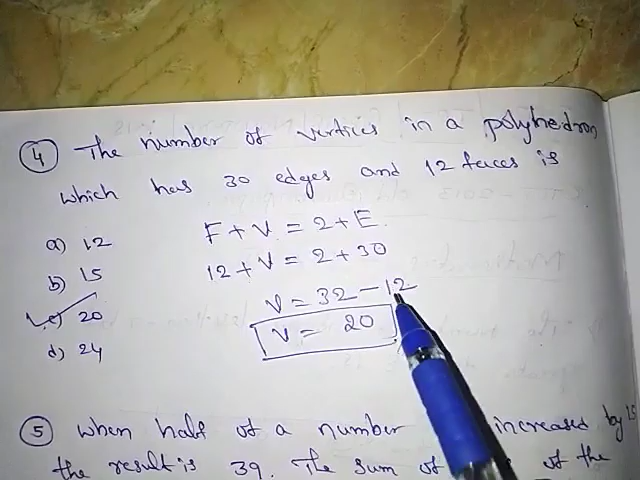 4 The number of vertices in a polyhedron
which has 30 edges and 12 faces is
a) 12
b) 15
c) 20
d) 24
F + V = 2 + E
12 + V = 2 + 30
V = 32 - 12
V = 20
5 When half of a number increased by 15
the result is 39. The sum of of the